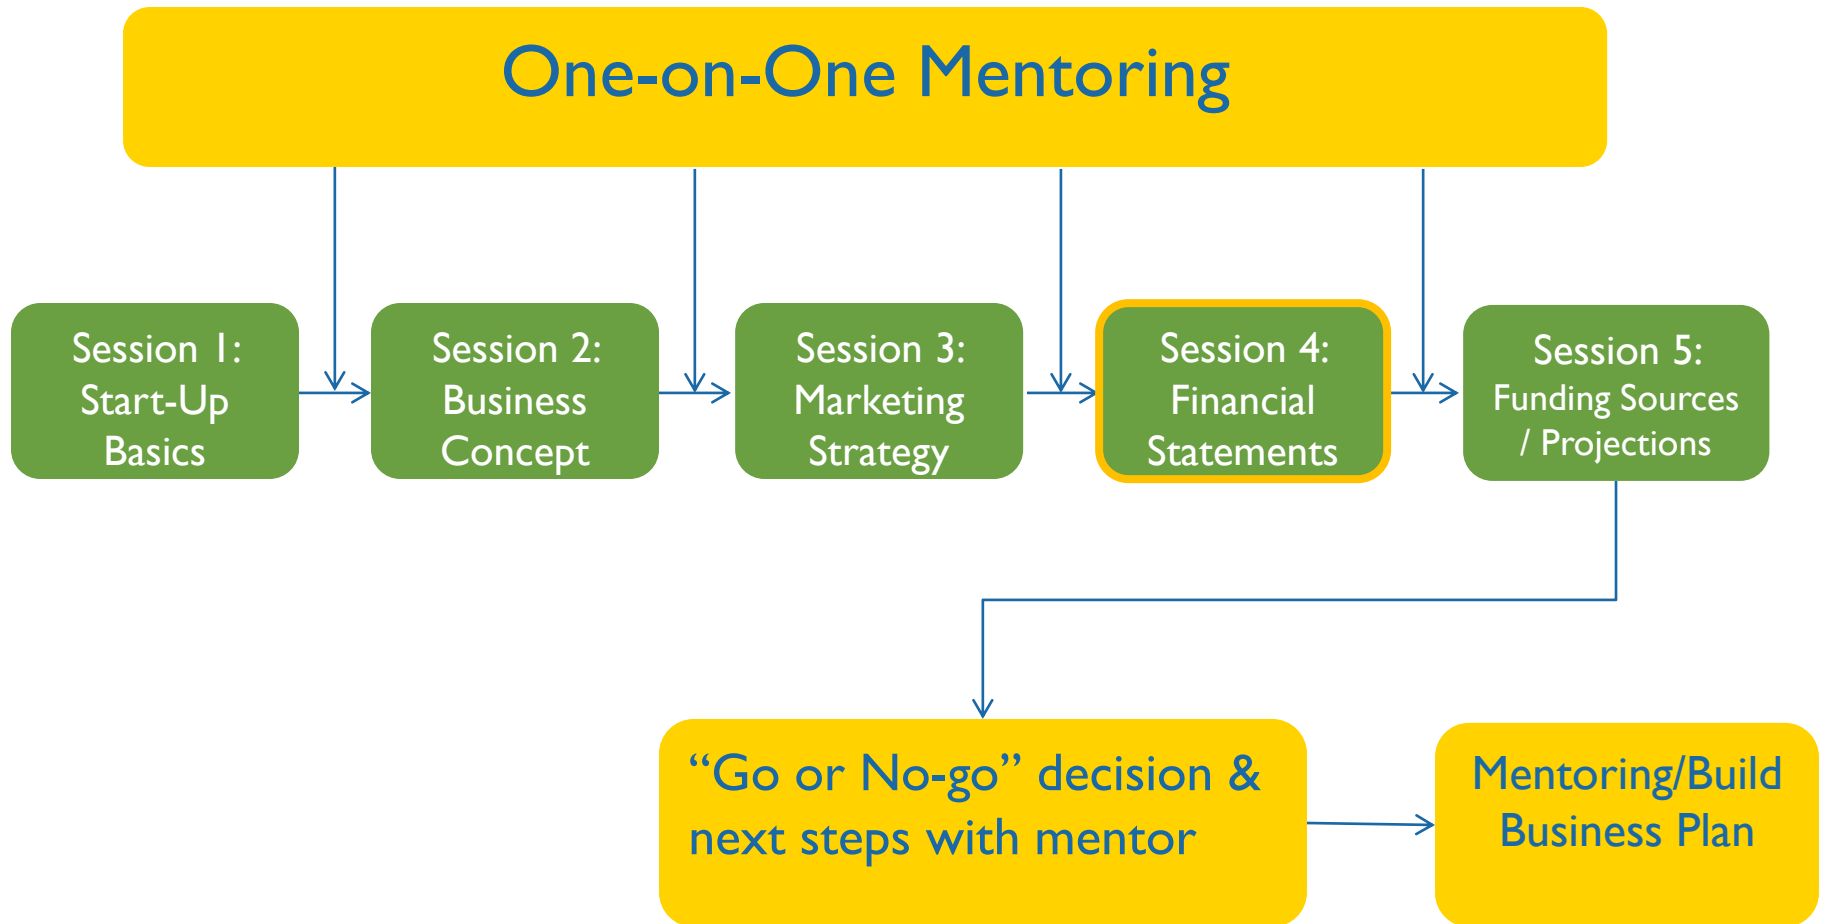 One-on-One Mentoring
Session 1:
Start-Up
Basics
Session 2:
Business
Concept
Session 3:
Marketing
Strategy
Session 4:
Financial
Statements
Session 5:
Funding Sources
/ Projections
“Go or No-go” decision &
next steps with mentor
Mentoring/Build
Business Plan